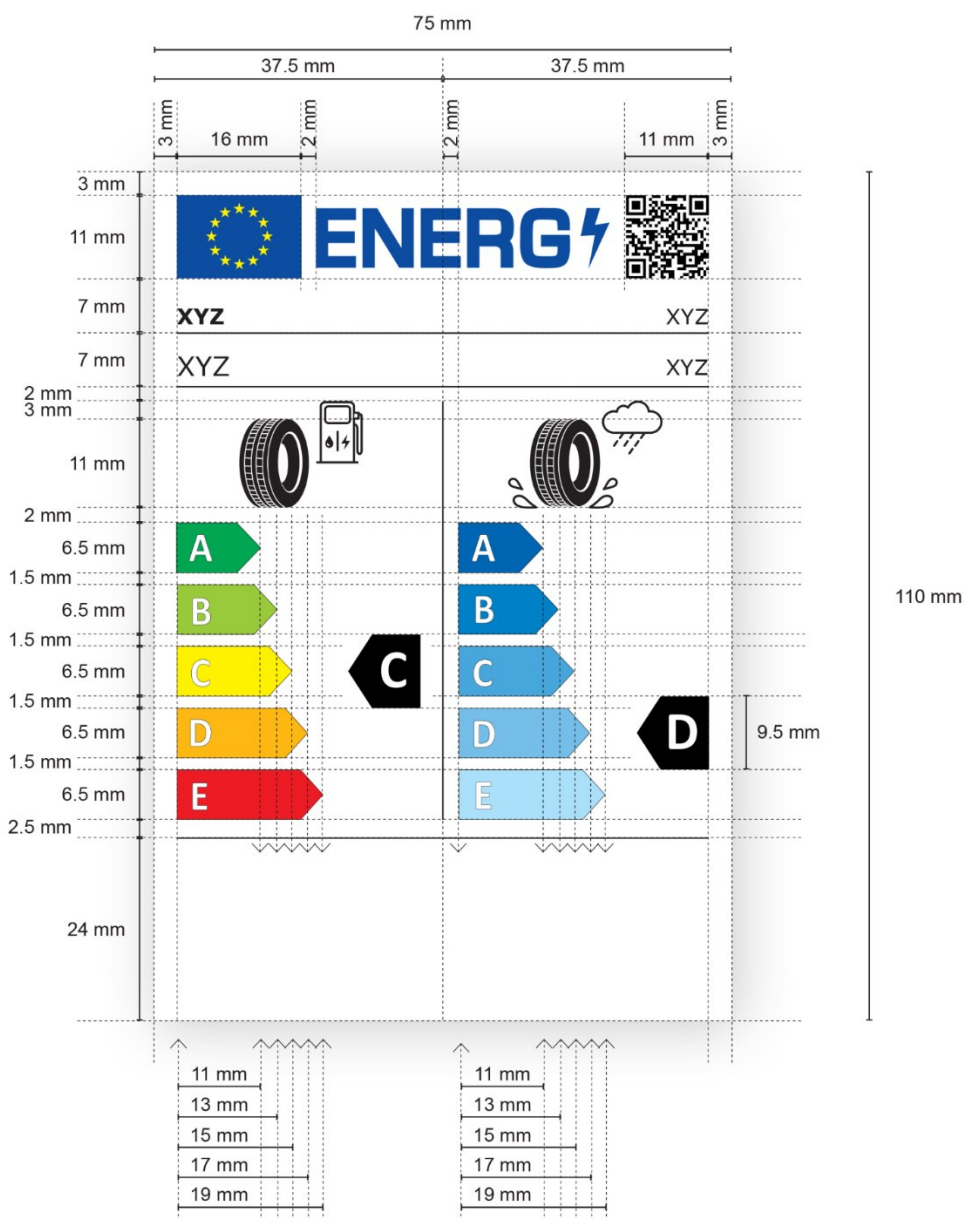 75 mm
37.5 mm 37.5 mm
3 mm 16 mm 2 mm 2 mm 11 mm 3 mm
3 mm
11 mm ENERG
7 mm XYZ XYZ
7 mm XYZ XYZ
2 mm
3 mm
11 mm
2 mm
6.5 mm A A
1.5 mm
6.5 mm B B
110 mm
1.5 mm
6.5 mm C C C
1.5 mm
6.5 mm D D D 9.5 mm
1.5 mm
6.5 mm E E
2.5 mm
24 mm
11 mm 11 mm
13 mm 13 mm
15 mm 15 mm
17 mm 17 mm
19 mm 19 mm